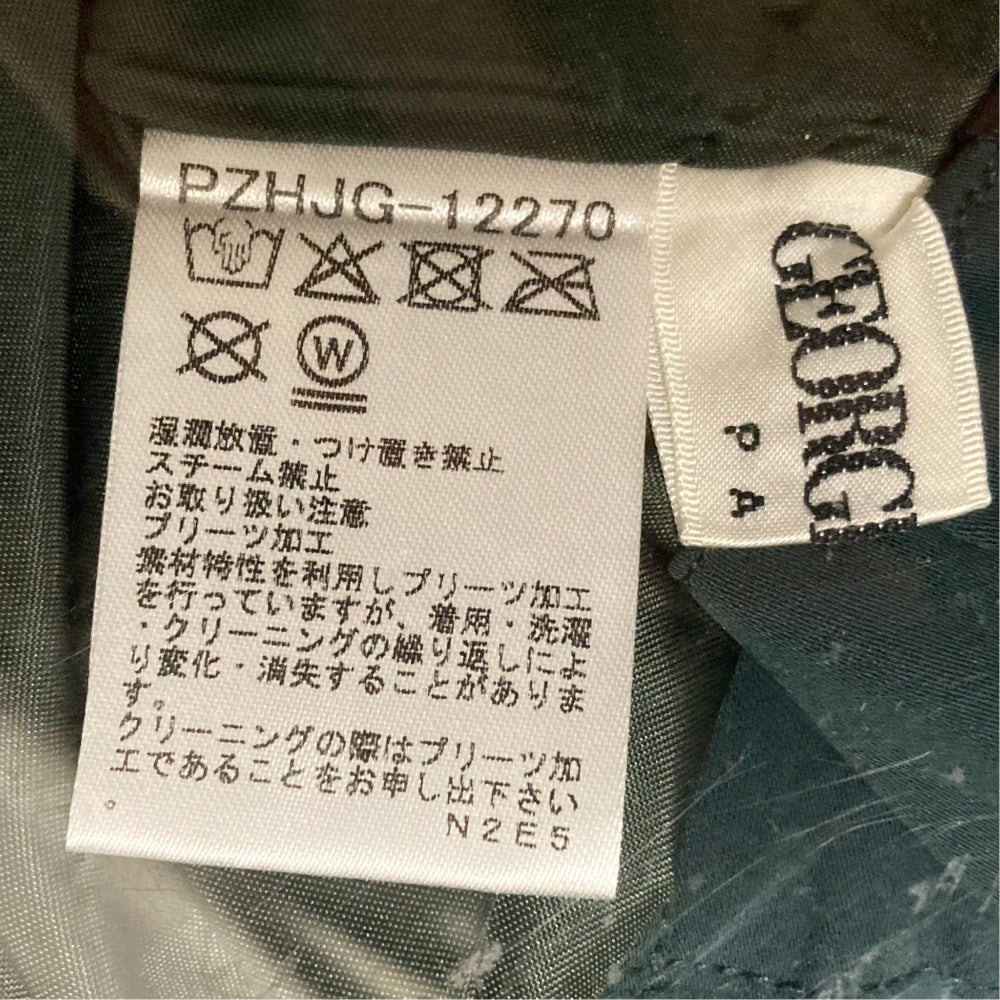 PZHJG-12270
W
湿潤放置・つけ置き禁止
スチーム禁止
お取り扱い注意
プリーツ加工
素材特性を利用しプリーツ加工
を行っていますが、着用・洗濯
・クリーニングの繰り返しによ
り変化・消失することがありま
す。
クリーニングの際はプリーツ加
工であることをお申し出下さい
。
N2E5
GEORG
PA